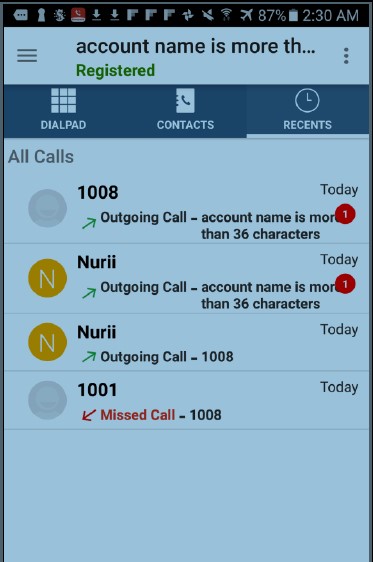 87% 2:30 AM
account name is more th...
Registered
DIALPAD CONTACTS RECENTS
All Calls
1008 Today
Outgoing Call - account name is mor 1
than 36 characters
N Nurii Today
Outgoing Call - account name is mor 1
than 36 characters
N Nurii Today
Outgoing Call - 1008
1001 Today
Missed Call - 1008